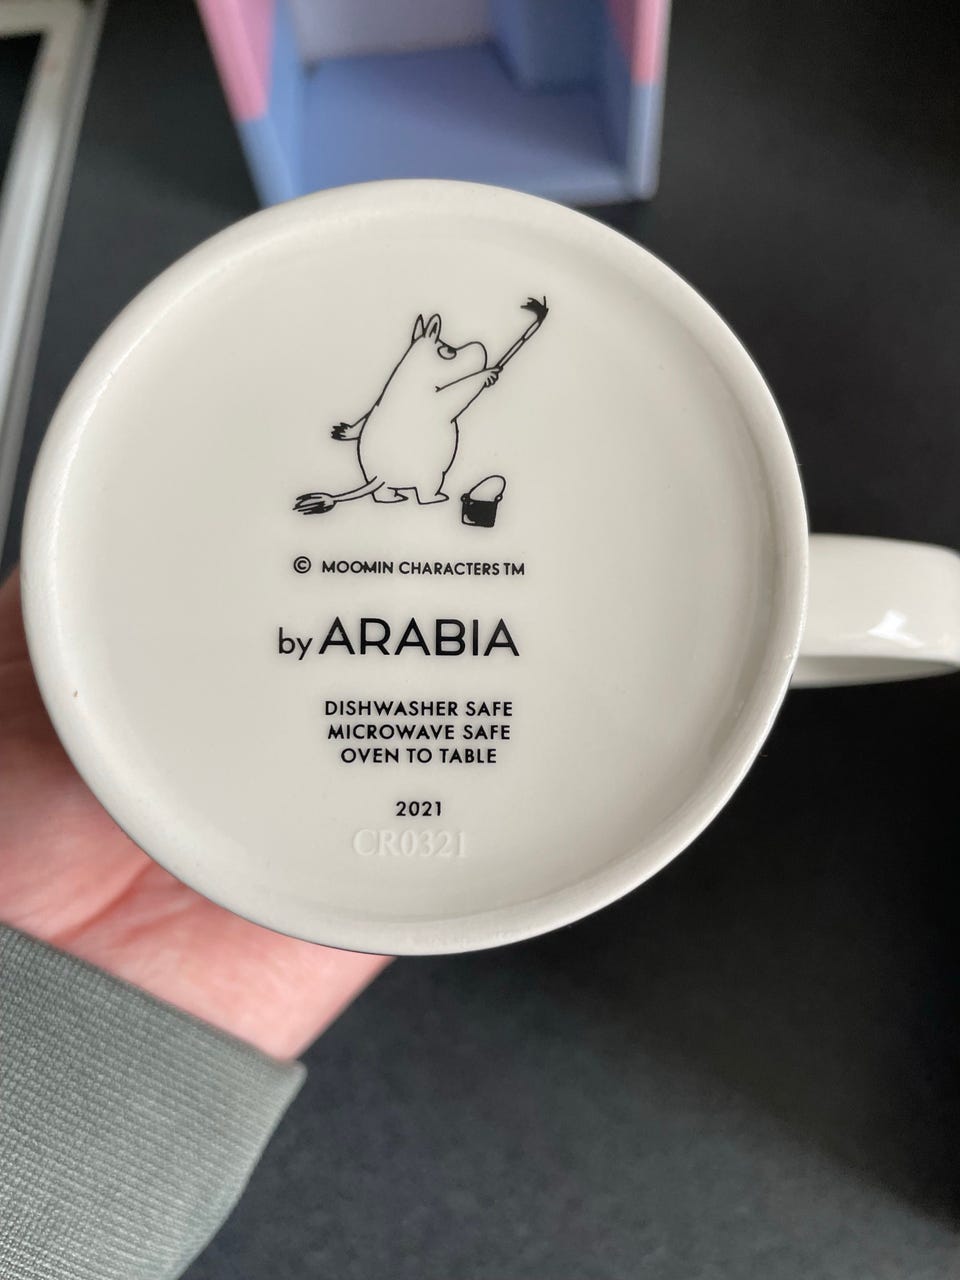 © MOOMIN CHARACTERS TM
by ARABIA
DISHWASHER SAFE
MICROWAVE SAFE
OVEN TO TABLE
2021
CR0321